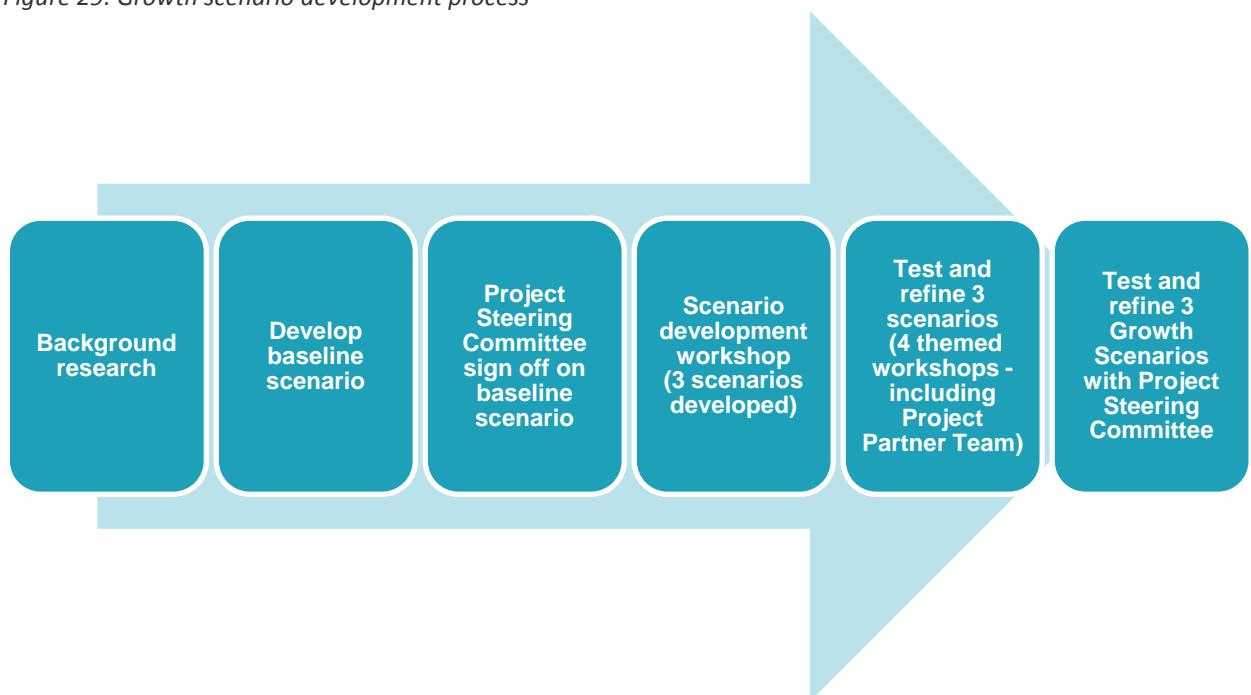 Figure 29: Growth scenario development process
Background
research
Develop
baseline
scenario
Project
Steering
Committee
sign off on
baseline
scenario
Scenario
development
workshop
(3 scenarios
developed)
Test and
refine 3
scenarios
(4 themed
workshops -
including
Project
Partner Team)
Test and
refine 3
Growth
Scenarios
with Project
Steering
Committee